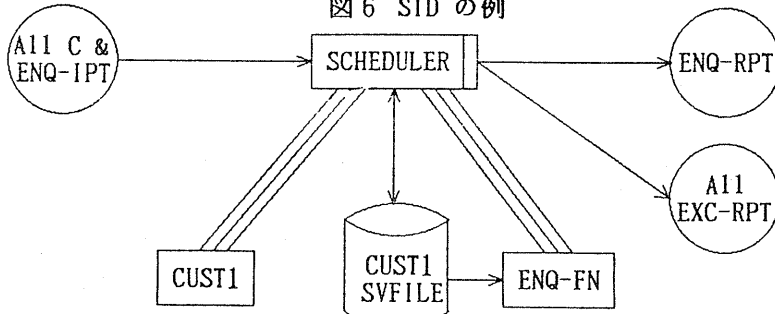 図6 SID の例
All C &
ENQ-IPT
SCHEDULER
ENQ-RPT
All
EXC-RPT
CUST1
CUST1
SVFILE
ENQ-FN